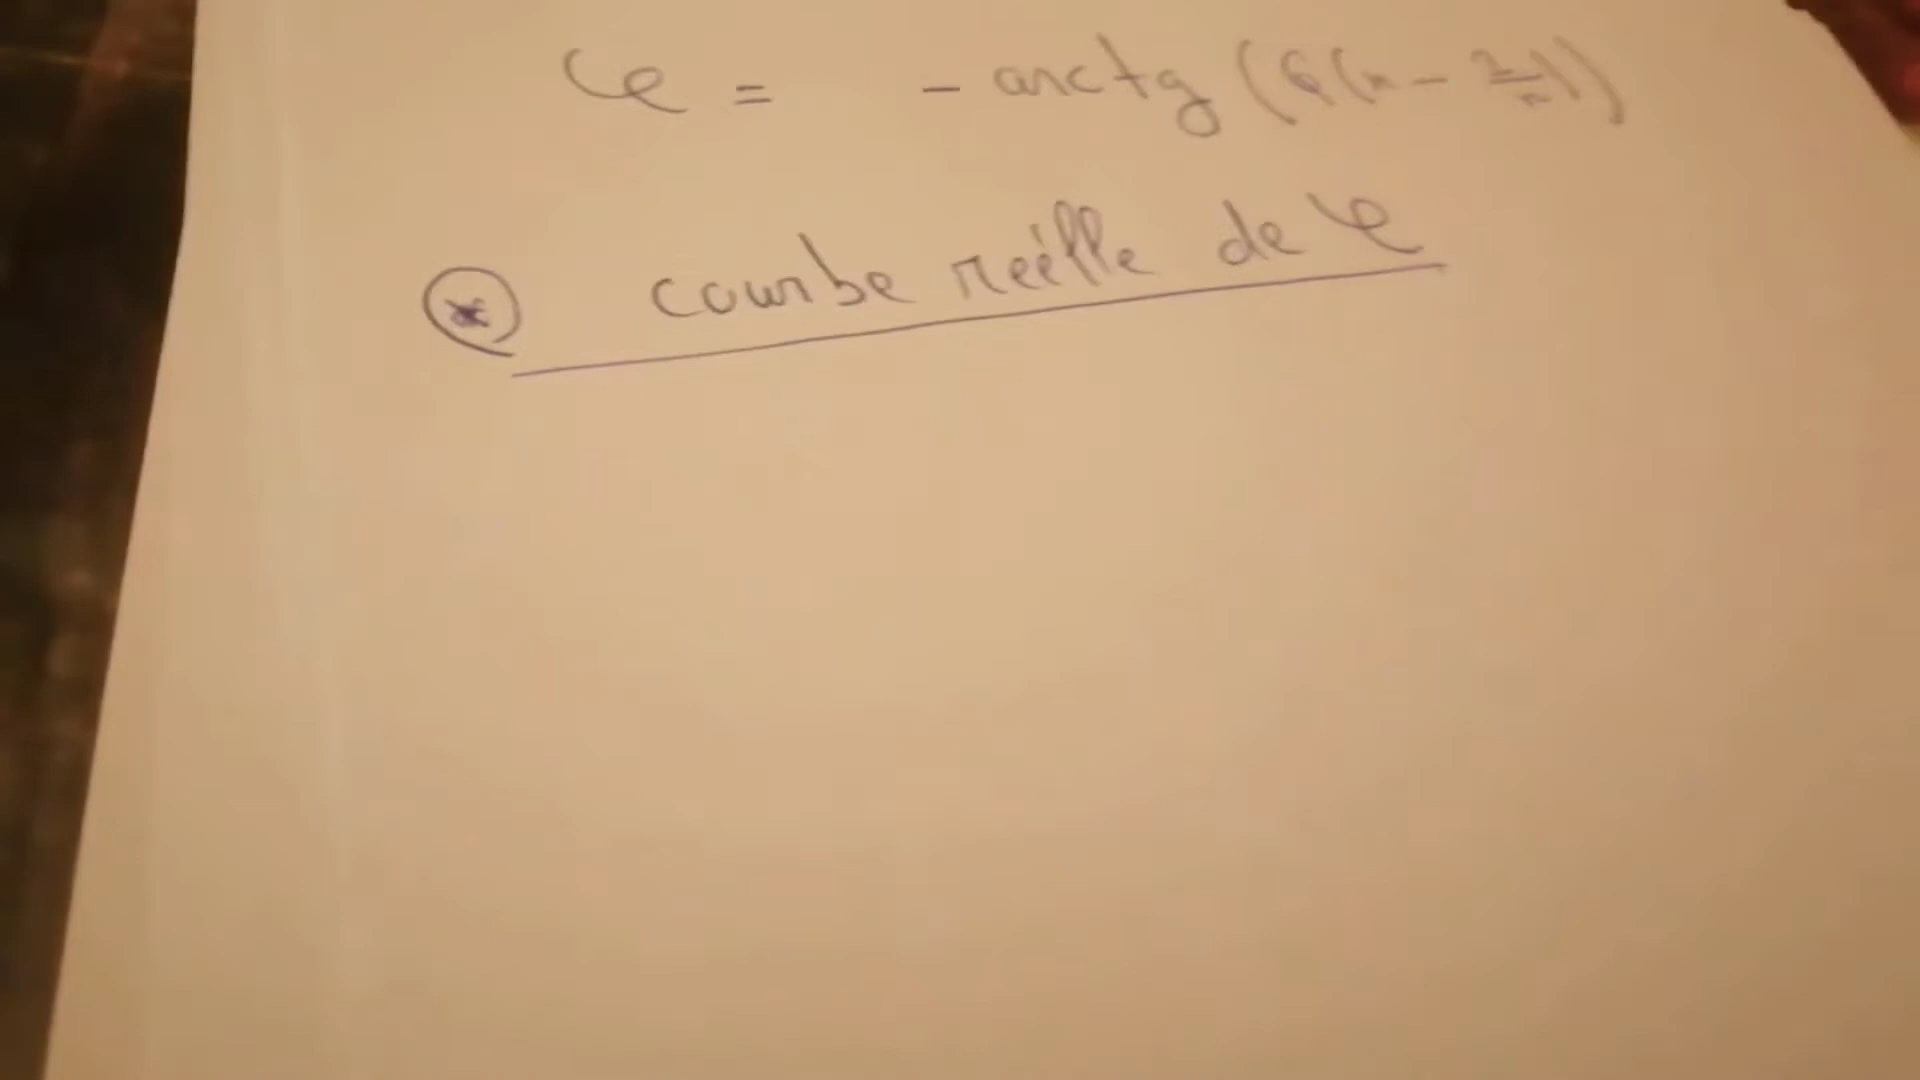 φ = - arctg (Q(x - 1/x))
* courbe réelle de φ